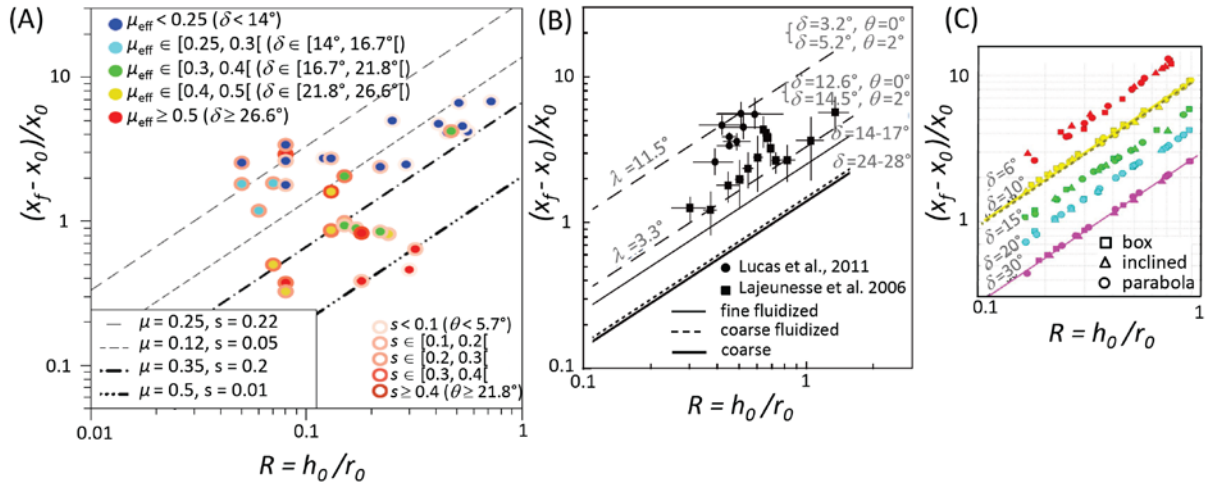 (A)
μeff < 0.25 (δ < 14°)
μeff ∈ [0.25, 0.3[ (δ ∈ [14°, 16.7°[)
μeff ∈ [0.3, 0.4[ (δ ∈ [16.7°, 21.8°[)
μeff ∈ [0.4, 0.5[ (δ ∈ [21.8°, 26.6°[)
μeff ≥ 0.5 (δ ≥ 26.6°)
10
1
0.1
(xf - x0)/x0
μ = 0.25, s = 0.22
μ = 0.12, s = 0.05
μ = 0.35, s = 0.2
μ = 0.5, s = 0.01
s < 0.1 (θ < 5.7°)
s ∈ [0.1, 0.2[
s ∈ [0.2, 0.3[
s ∈ [0.3, 0.4[
s ≥ 0.4 (θ ≥ 21.8°)
0.01
0.1
1
R = h0/r0
(B)
δ=3.2°, θ=0°
δ=5.2°, θ=2°
δ=12.6°, θ=0°
δ=14.5°, θ=2°
δ=14-17°
δ=24-28°
λ=11.5°
λ=3.3°
10
1
0.1
(xf - x0)/x0
Lucas et al., 2011
Lajeunesse et al. 2006
fine fluidized
coarse fluidized
coarse
0.1
1
R = h0/r0
(C)
10
1
(xf - x0)/x0
δ=6°
δ=10°
δ=15°
δ=20°
δ=30°
box
inclined
parabola
0.1
1
R = h0/r0